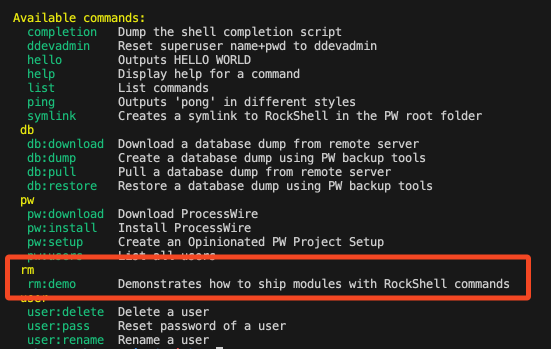 Available commands:
completion Dump the shell completion script
ddevadmin Reset superuser name+pwd to ddevadmin
hello Outputs HELLO WORLD
help Display help for a command
list List commands
ping Outputs 'pong' in different styles
symlink Creates a symlink to RockShell in the PW root folder
db
db:download Download a database dump from remote server
db:dump Create a database dump using PW backup tools
db:pull Pull a database dump from remote server
db:restore Restore a database dump using PW backup tools
pw
pw:download Download ProcessWire
pw:install Install ProcessWire
pw:setup Create an Opinionated PW Project Setup
pw:users List all users
rm
rm:demo Demonstrates how to ship modules with RockShell commands
user
user:delete Delete a user
user:pass Reset password of a user
user:rename Rename a user